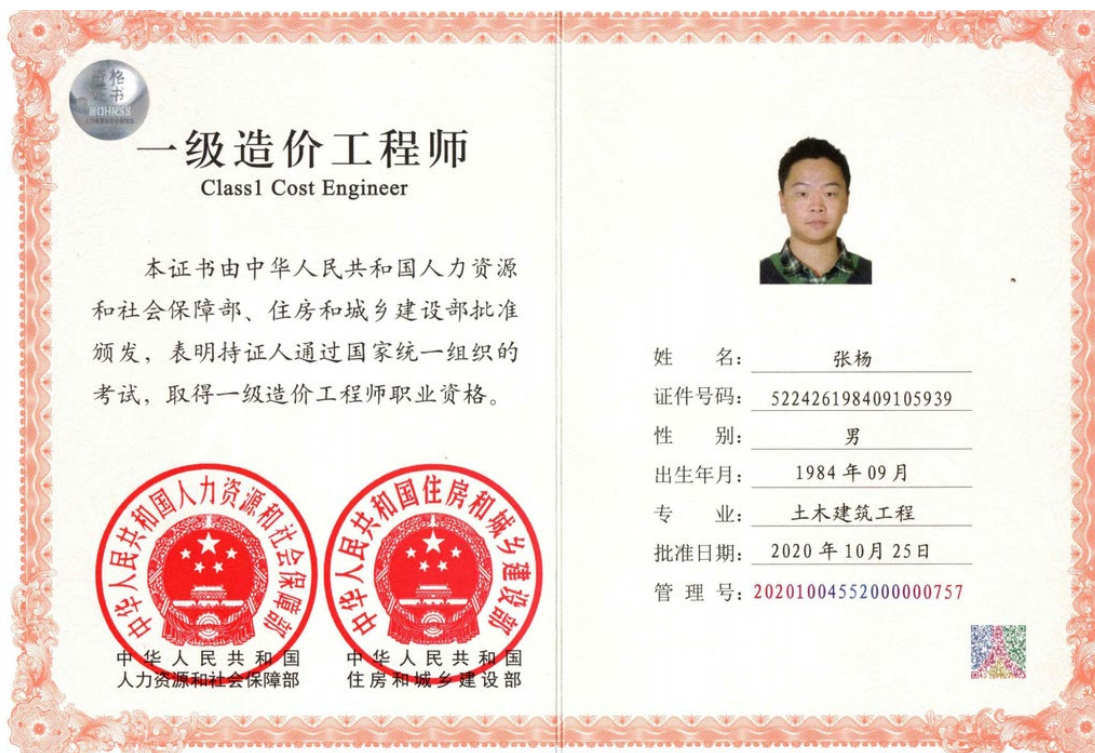 资格
证书
MOHRSS
一级造价工程师
Class1 Cost Engineer
本证书由中华人民共和国人力资源
和社会保障部、住房和城乡建设部批准
颁发，表明持证人通过国家统一组织的
考试，取得一级造价工程师职业资格。
中华人民共和国人力资源和社会保障部
中华人民共和国住房和城乡建设部
中华人民共和国
人力资源和社会保障部
中华人民共和国
住房和城乡建设部
姓 名： 张杨
证件号码： 522426198409105939
性 别： 男
出生年月： 1984年09月
专 业： 土木建筑工程
批准日期： 2020年10月25日
管 理 号： 20201004552000000757